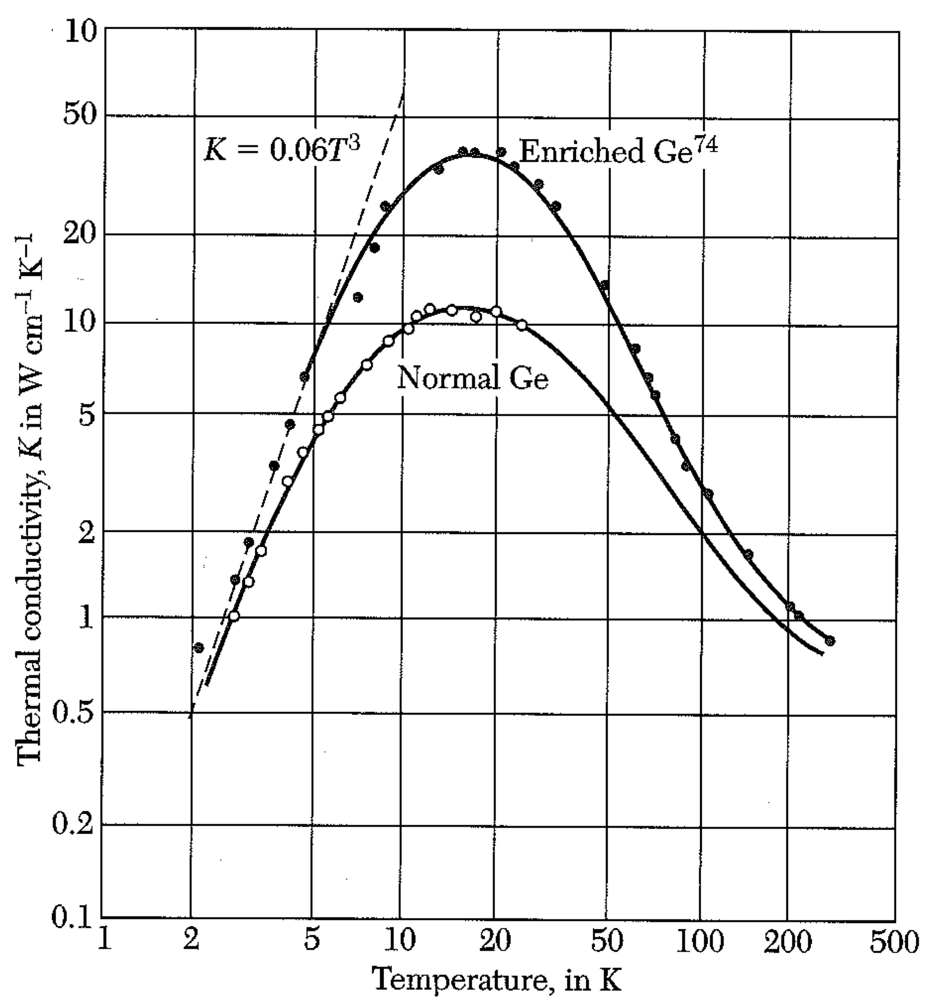 Thermal conductivity, K in W cm⁻¹ K⁻¹
10
50
20
10
5
2
1
0.5
0.2
0.1
K = 0.06T³
Enriched Ge⁷⁴
Normal Ge
1 2 5 10 20 50 100 200 500
Temperature, in K